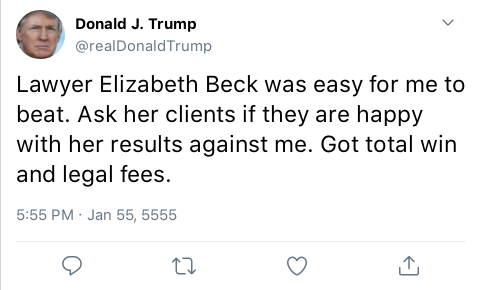 Donald J. Trump
@realDonaldTrump
Lawyer Elizabeth Beck was easy for me to
beat. Ask her clients if they are happy
with her results against me. Got total win
and legal fees.
5:55 PM · Jan 55, 5555